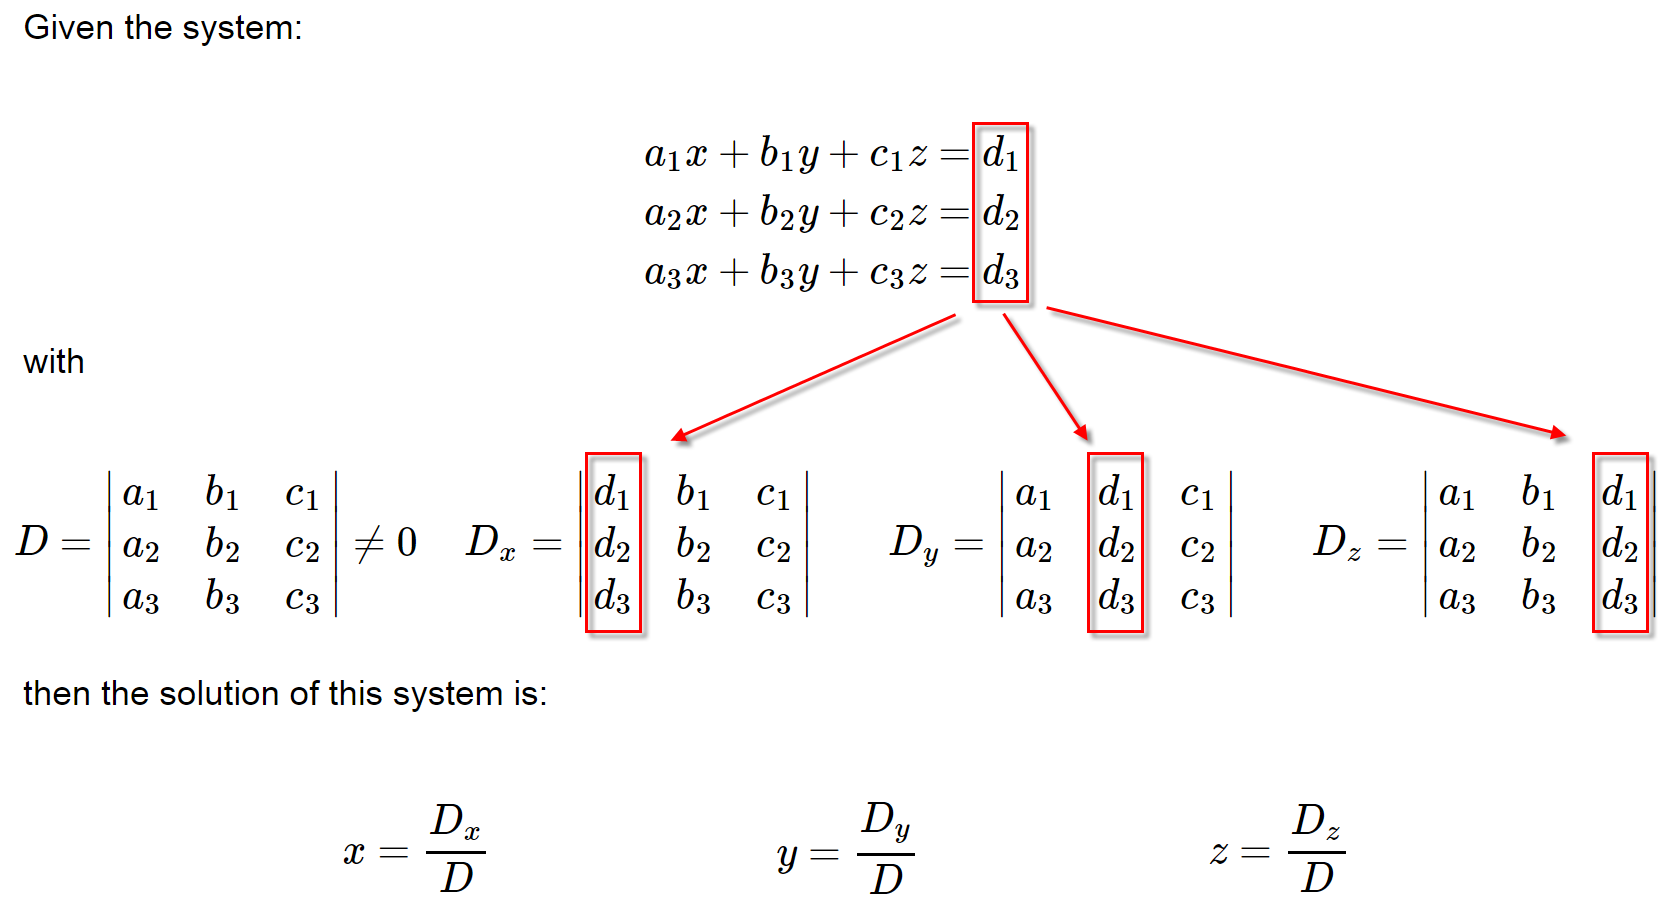 Given the system:
a₁x + b₁y + c₁z = d₁
a₂x + b₂y + c₂z = d₂
a₃x + b₃y + c₃z = d₃
with
D = | a₁ b₁ c₁ | ≠ 0 Dₓ = | d₁ b₁ c₁ | D_y = | a₁ d₁ c₁ | D_z = | a₁ b₁ d₁ |
| a₂ b₂ c₂ | | d₂ b₂ c₂ | | a₂ d₂ c₂ | | a₂ b₂ d₂ |
| a₃ b₃ c₃ | | d₃ b₃ c₃ | | a₃ d₃ c₃ | | a₃ b₃ d₃ |
then the solution of this system is:
x = Dₓ/D y = D_y/D z = D_z/D